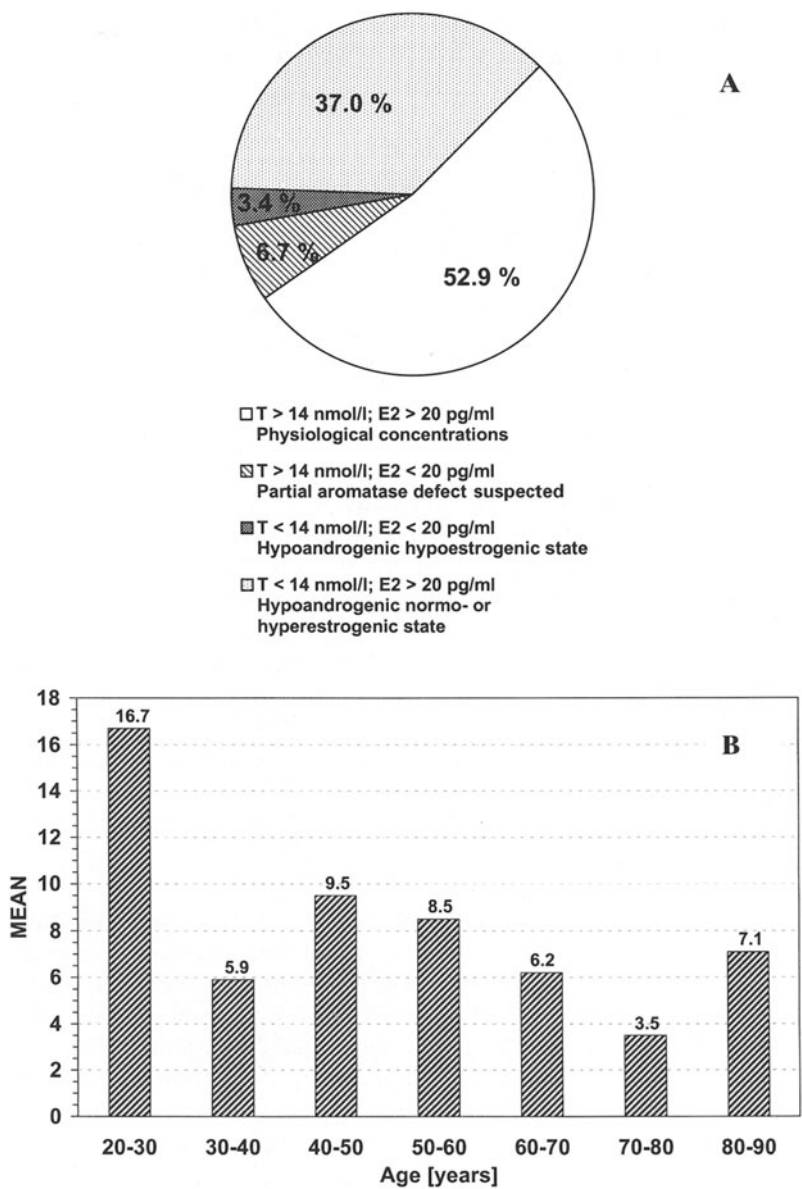 A
37.0 %
3.4 %
6.7 %
52.9 %
T > 14 nmol/l; E2 > 20 pg/ml
Physiological concentrations
T > 14 nmol/l; E2 < 20 pg/ml
Partial aromatase defect suspected
T < 14 nmol/l; E2 < 20 pg/ml
Hypoandrogenic hypoestrogenic state
T < 14 nmol/l; E2 > 20 pg/ml
Hypoandrogenic normo- or
hyperestrogenic state
B
MEAN
18
16
14
12
10
8
6
4
2
0
16.7
5.9
9.5
8.5
6.2
3.5
7.1
20-30 30-40 40-50 50-60 60-70 70-80 80-90
Age [years]